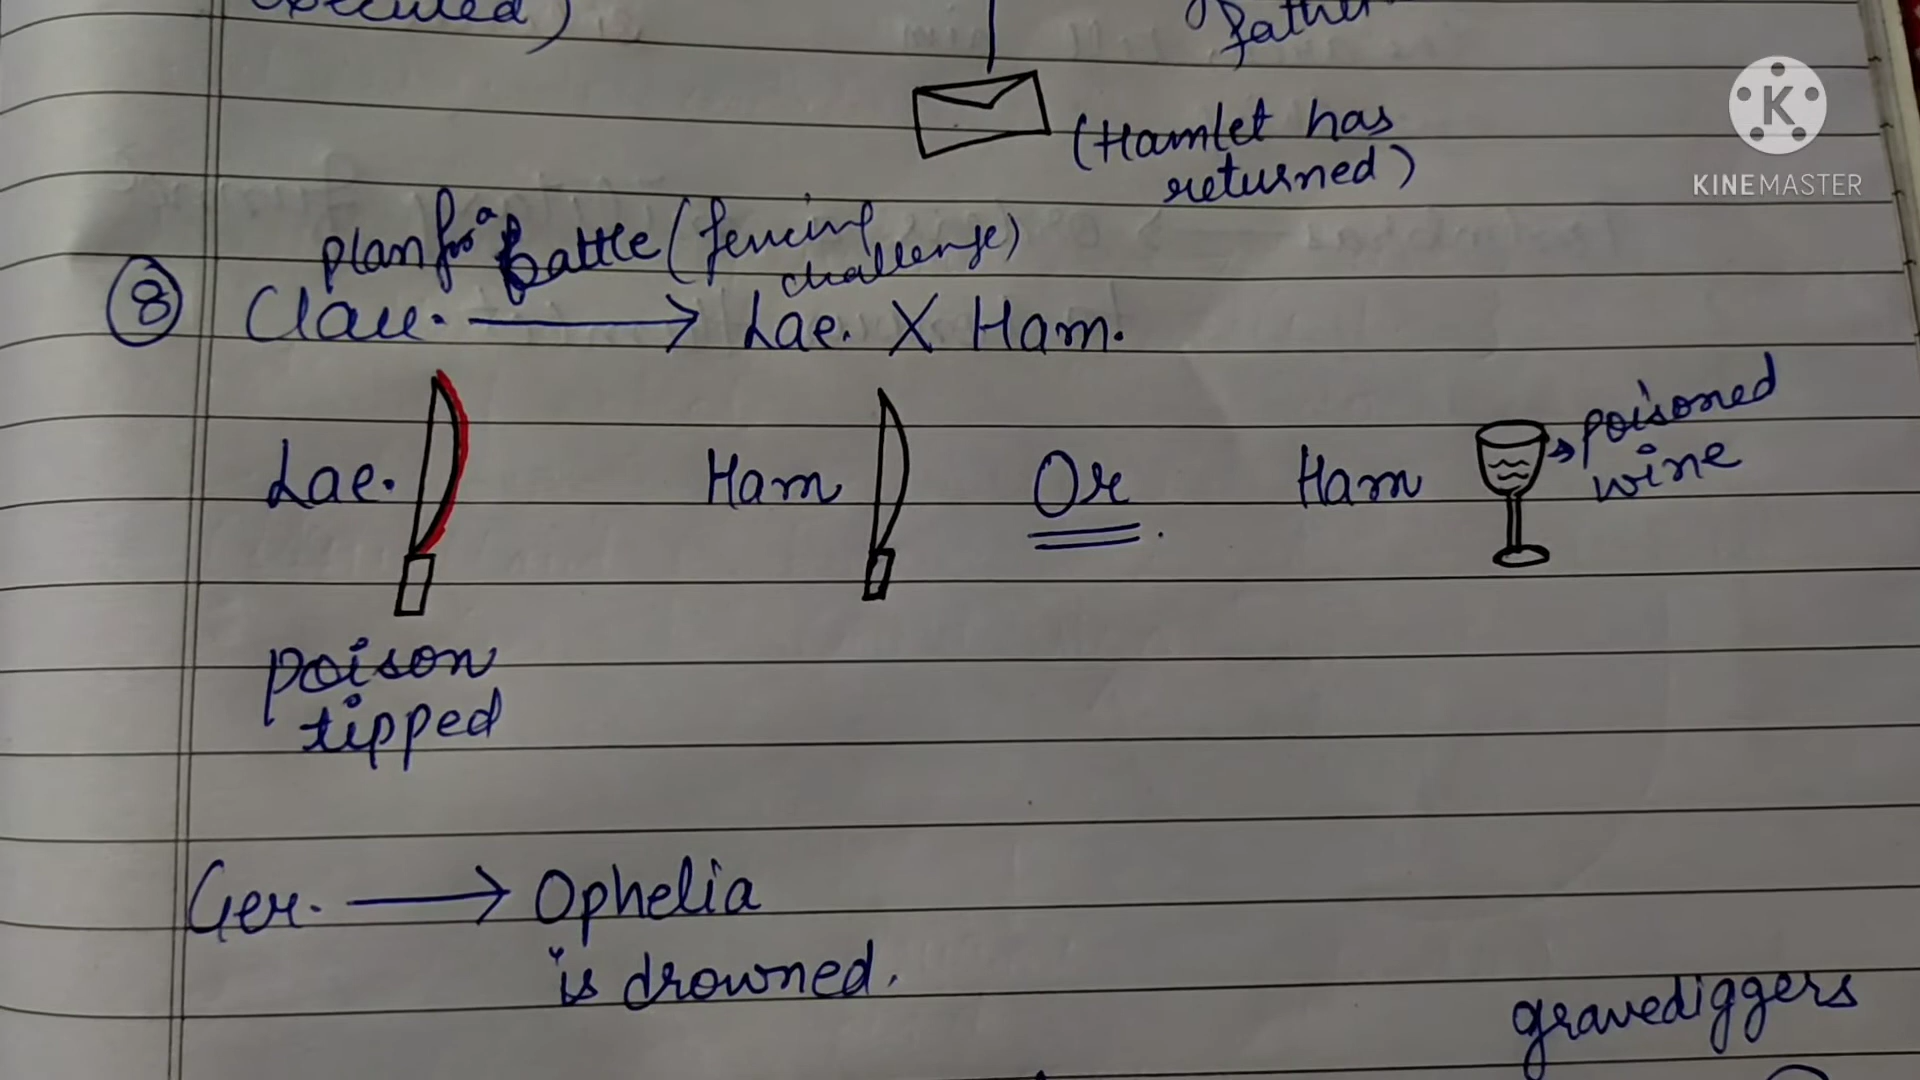 executed)
father
(Hamlet has
returned)
plan for a battle (fencing
challenge)
8 Clau. → Lae. X Ham.
Lae. Ham Or Ham → poisoned
wine
poison
tipped
Ger. → Ophelia
is drowned.
gravediggers
K
KINEMASTER